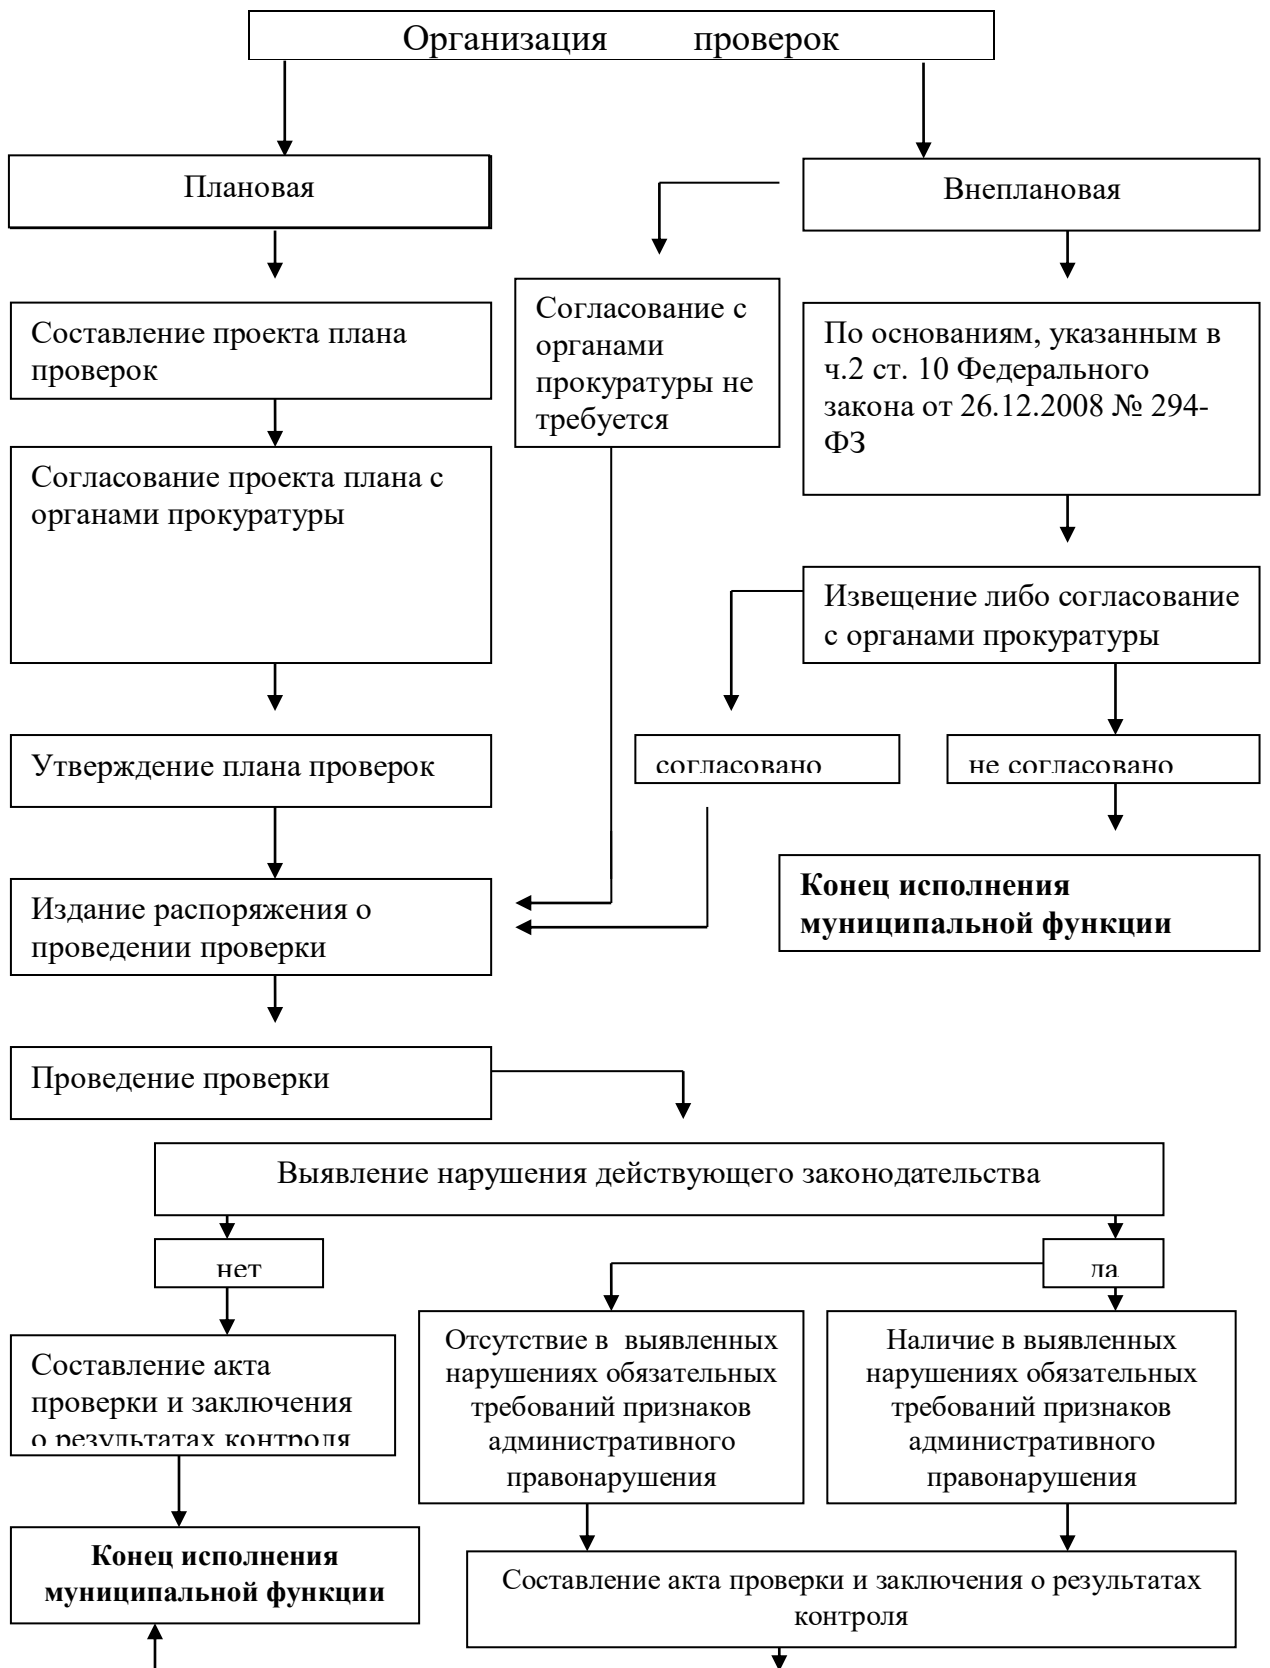 Организация проверок
Плановая
Внеплановая
Составление проекта плана
проверок
Согласование с
органами
прокуратуры не
требуется
По основаниям, указанным в
ч.2 ст. 10 Федерального
закона от 26.12.2008 № 294-
ФЗ
Согласование проекта плана с
органами прокуратуры
Извещение либо согласование
с органами прокуратуры
Утверждение плана проверок
согласовано
не согласовано
Издание распоряжения о
проведении проверки
Конец исполнения
муниципальной функции
Проведение проверки
Выявление нарушения действующего законодательства
нет
да
Составление акта
проверки и заключения
о результатах контроля
Отсутствие в выявленных
нарушениях обязательных
требований признаков
административного
правонарушения
Наличие в выявленных
нарушениях обязательных
требований признаков
административного
правонарушения
Конец исполнения
муниципальной функции
Составление акта проверки и заключения о результатах
контроля